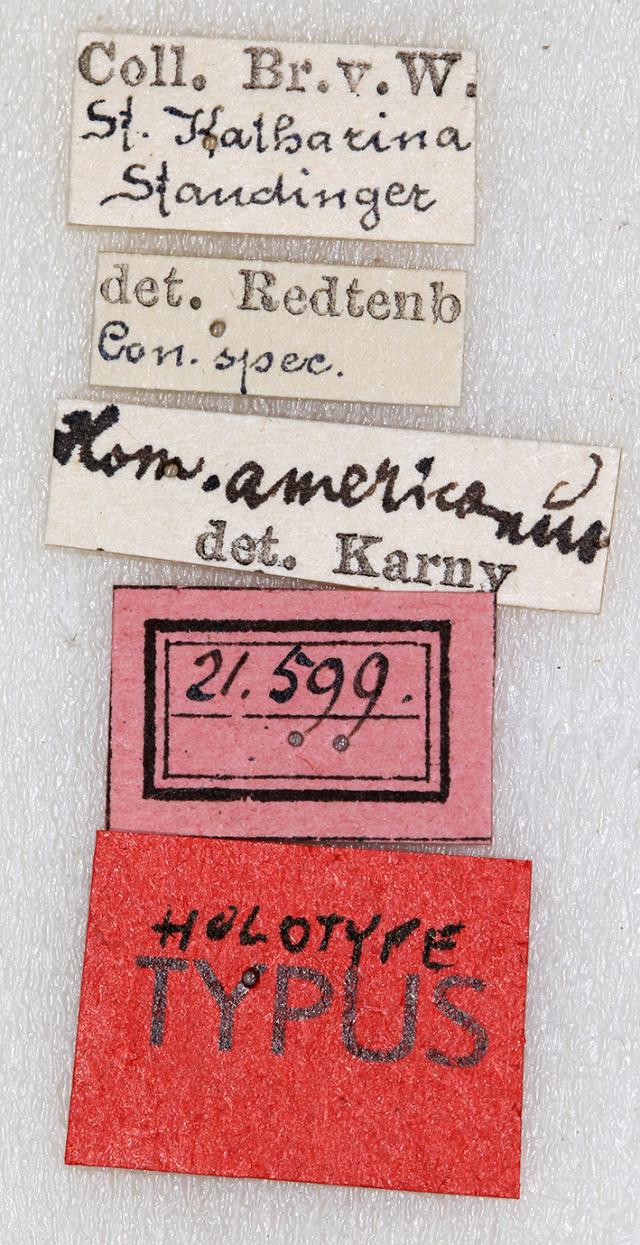 Coll. Br.v.W.
St. Katharina
Staudinger
det. Redtenb
Con. spec.
Hom. americanus
det. Karny
21.599.
HOLOTYPE
TYPUS